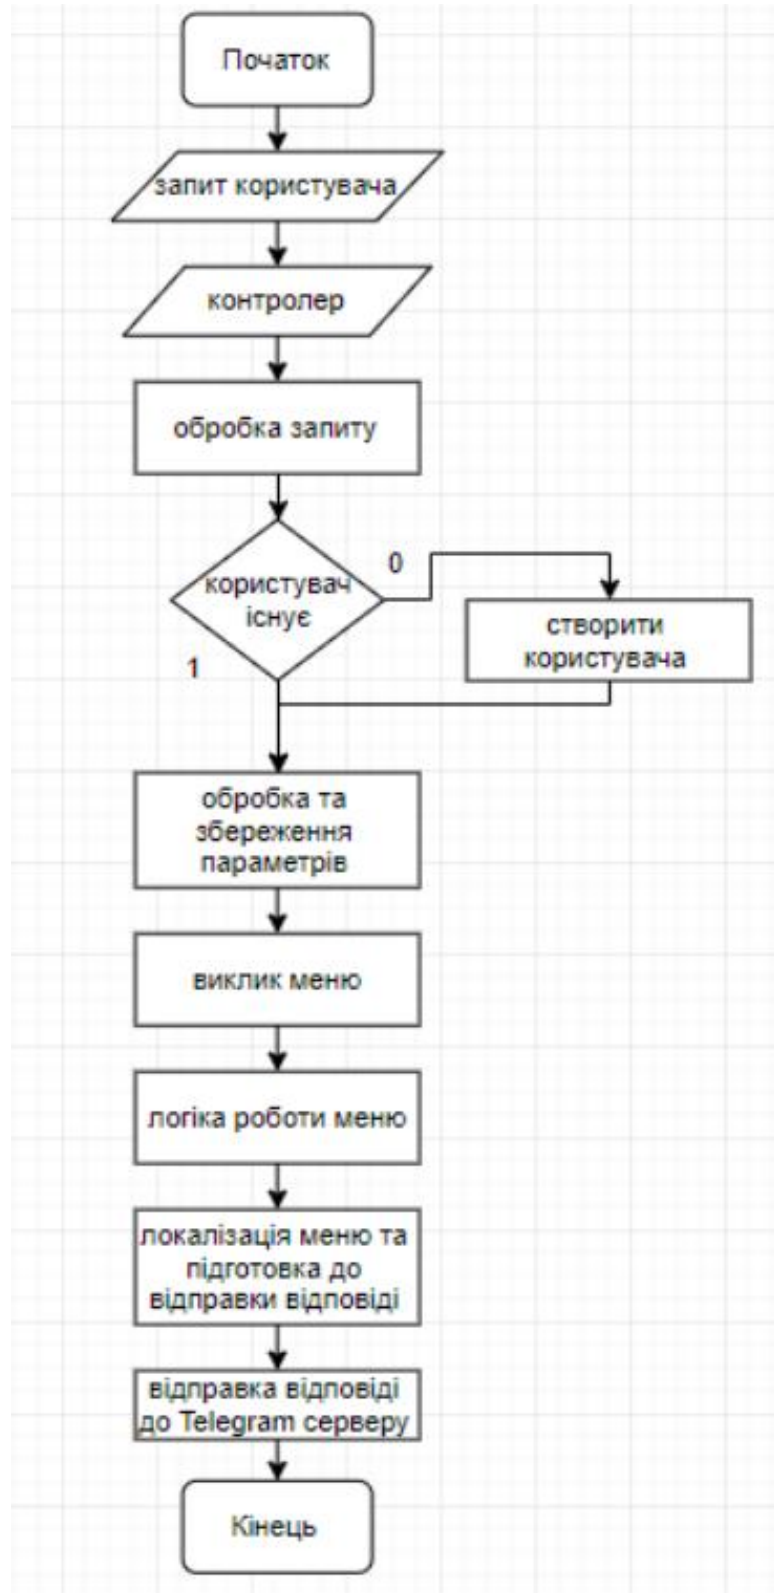 Початок
запит користувача
контролер
обробка запиту
користувач
існує
0
1
створити
користувача
обробка та
збереження
параметрів
виклик меню
логіка роботи меню
локалізація меню та
підготовка до
відправки відповіді
відправка відповіді
до Telegram серверу
Кінець